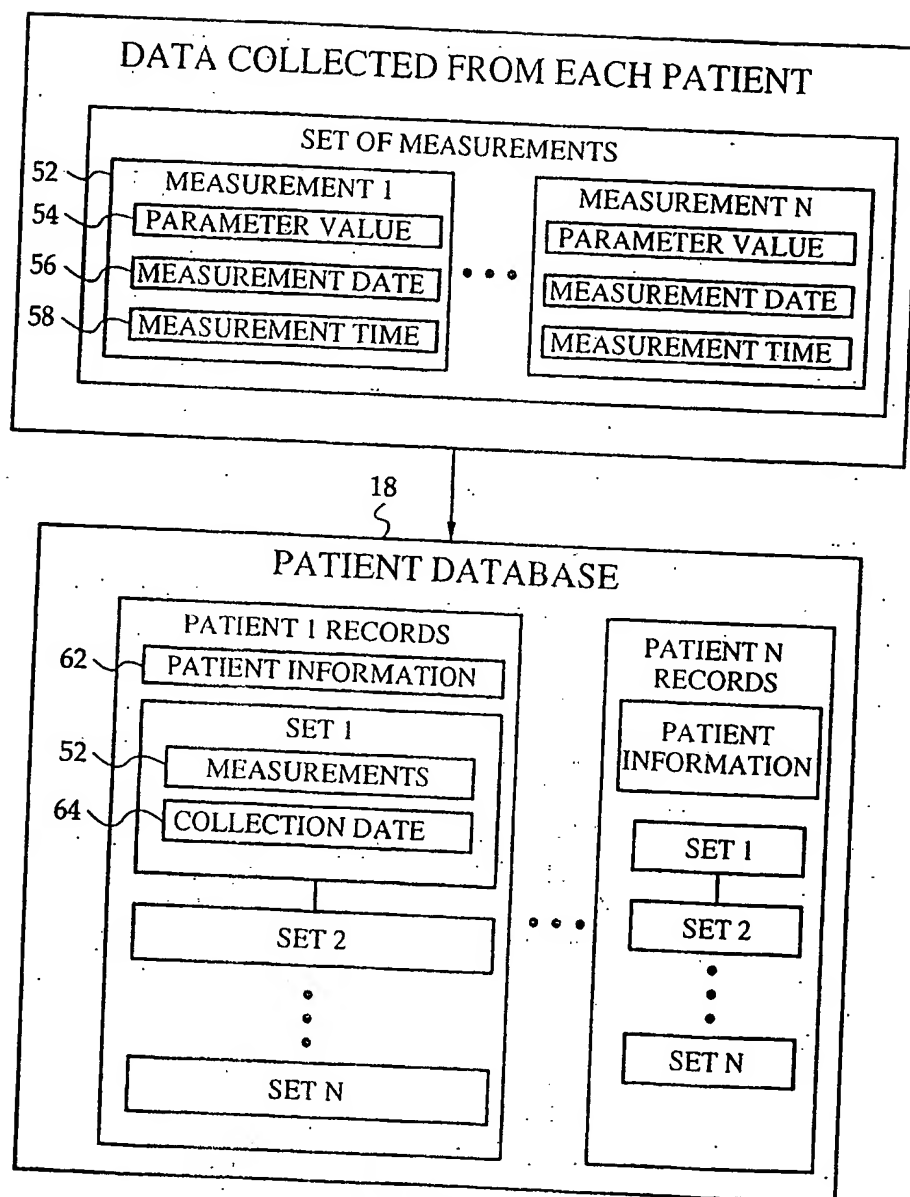 DATA COLLECTED FROM EACH PATIENT
SET OF MEASUREMENTS
52
MEASUREMENT 1
54
PARAMETER VALUE
56
MEASUREMENT DATE
58
MEASUREMENT TIME
MEASUREMENT N
PARAMETER VALUE
MEASUREMENT DATE
MEASUREMENT TIME
18
PATIENT DATABASE
PATIENT 1 RECORDS
62
PATIENT INFORMATION
SET 1
52
MEASUREMENTS
64
COLLECTION DATE
SET 2
SET N
PATIENT N
RECORDS
PATIENT
INFORMATION
SET 1
SET 2
SET N